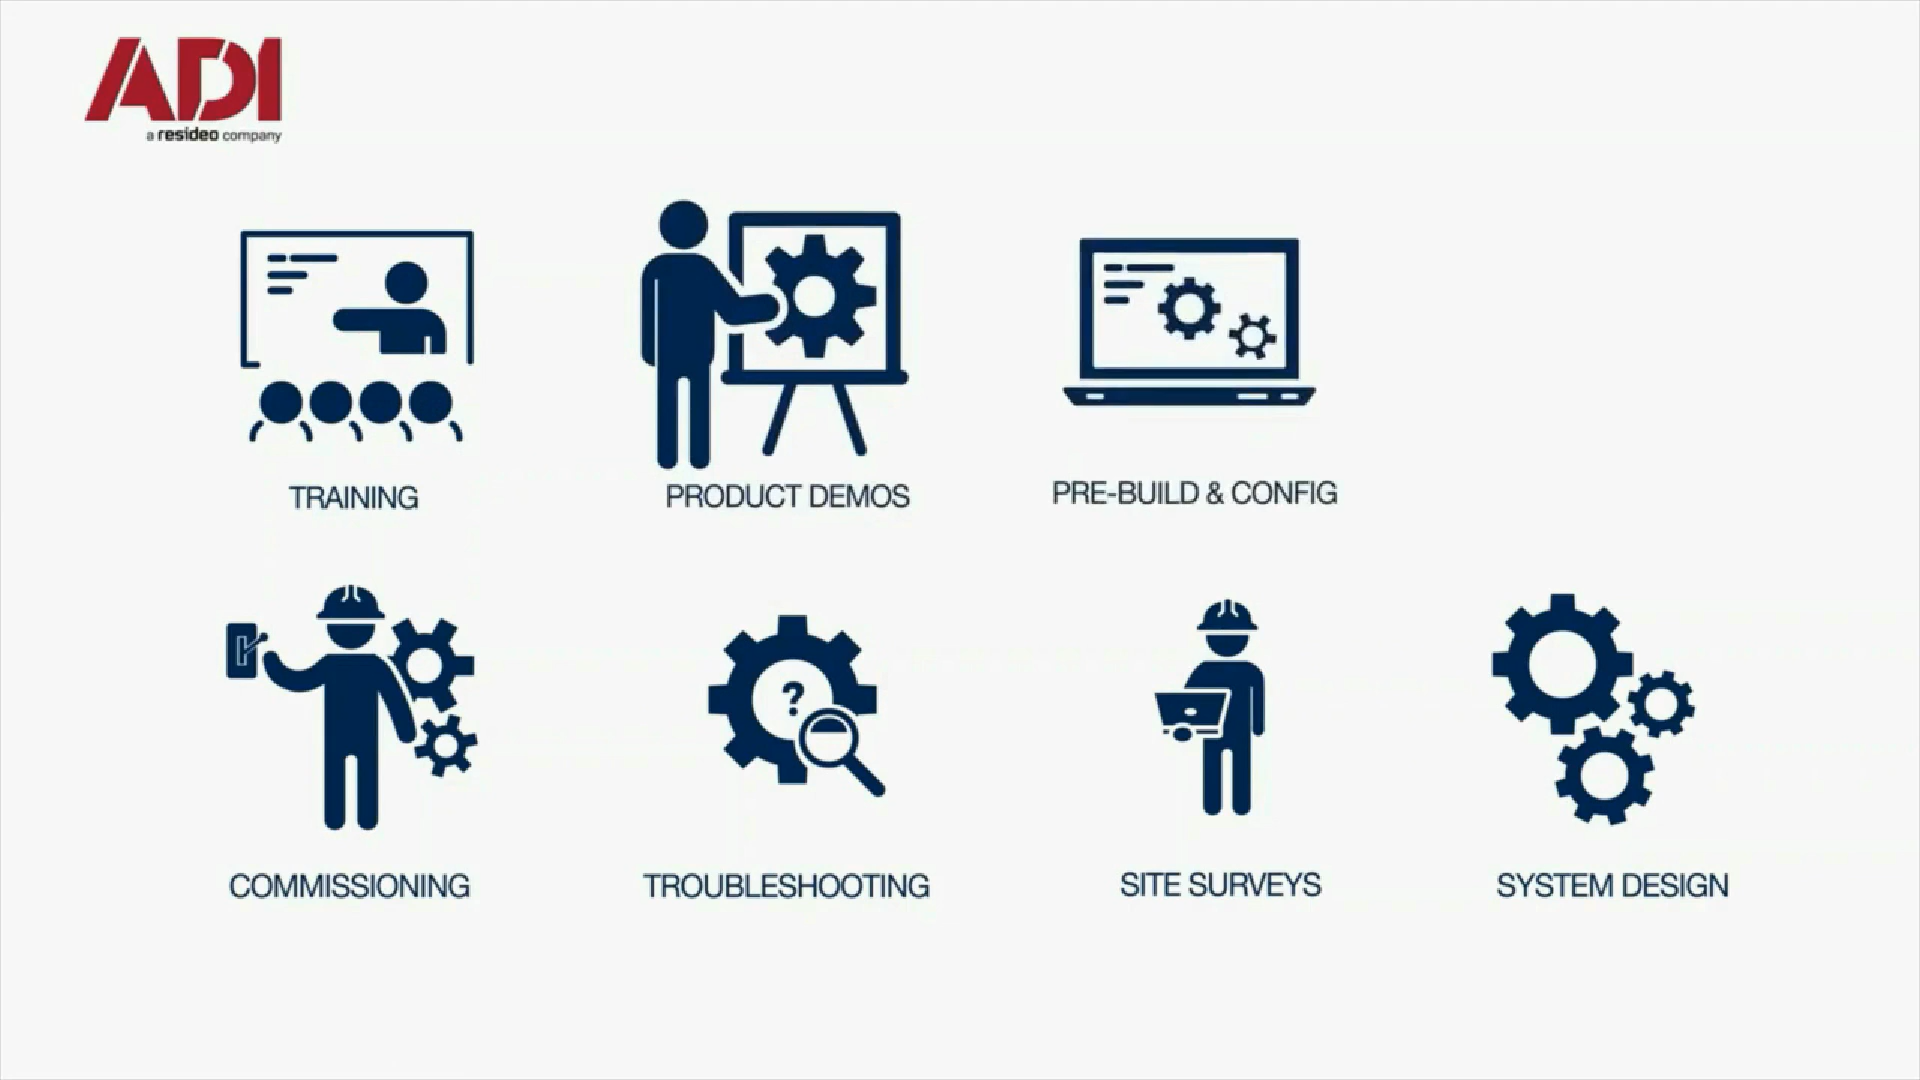 ADI
a resideo company
TRAINING
PRODUCT DEMOS
PRE-BUILD & CONFIG
?
COMMISSIONING
TROUBLESHOOTING
SITE SURVEYS
SYSTEM DESIGN